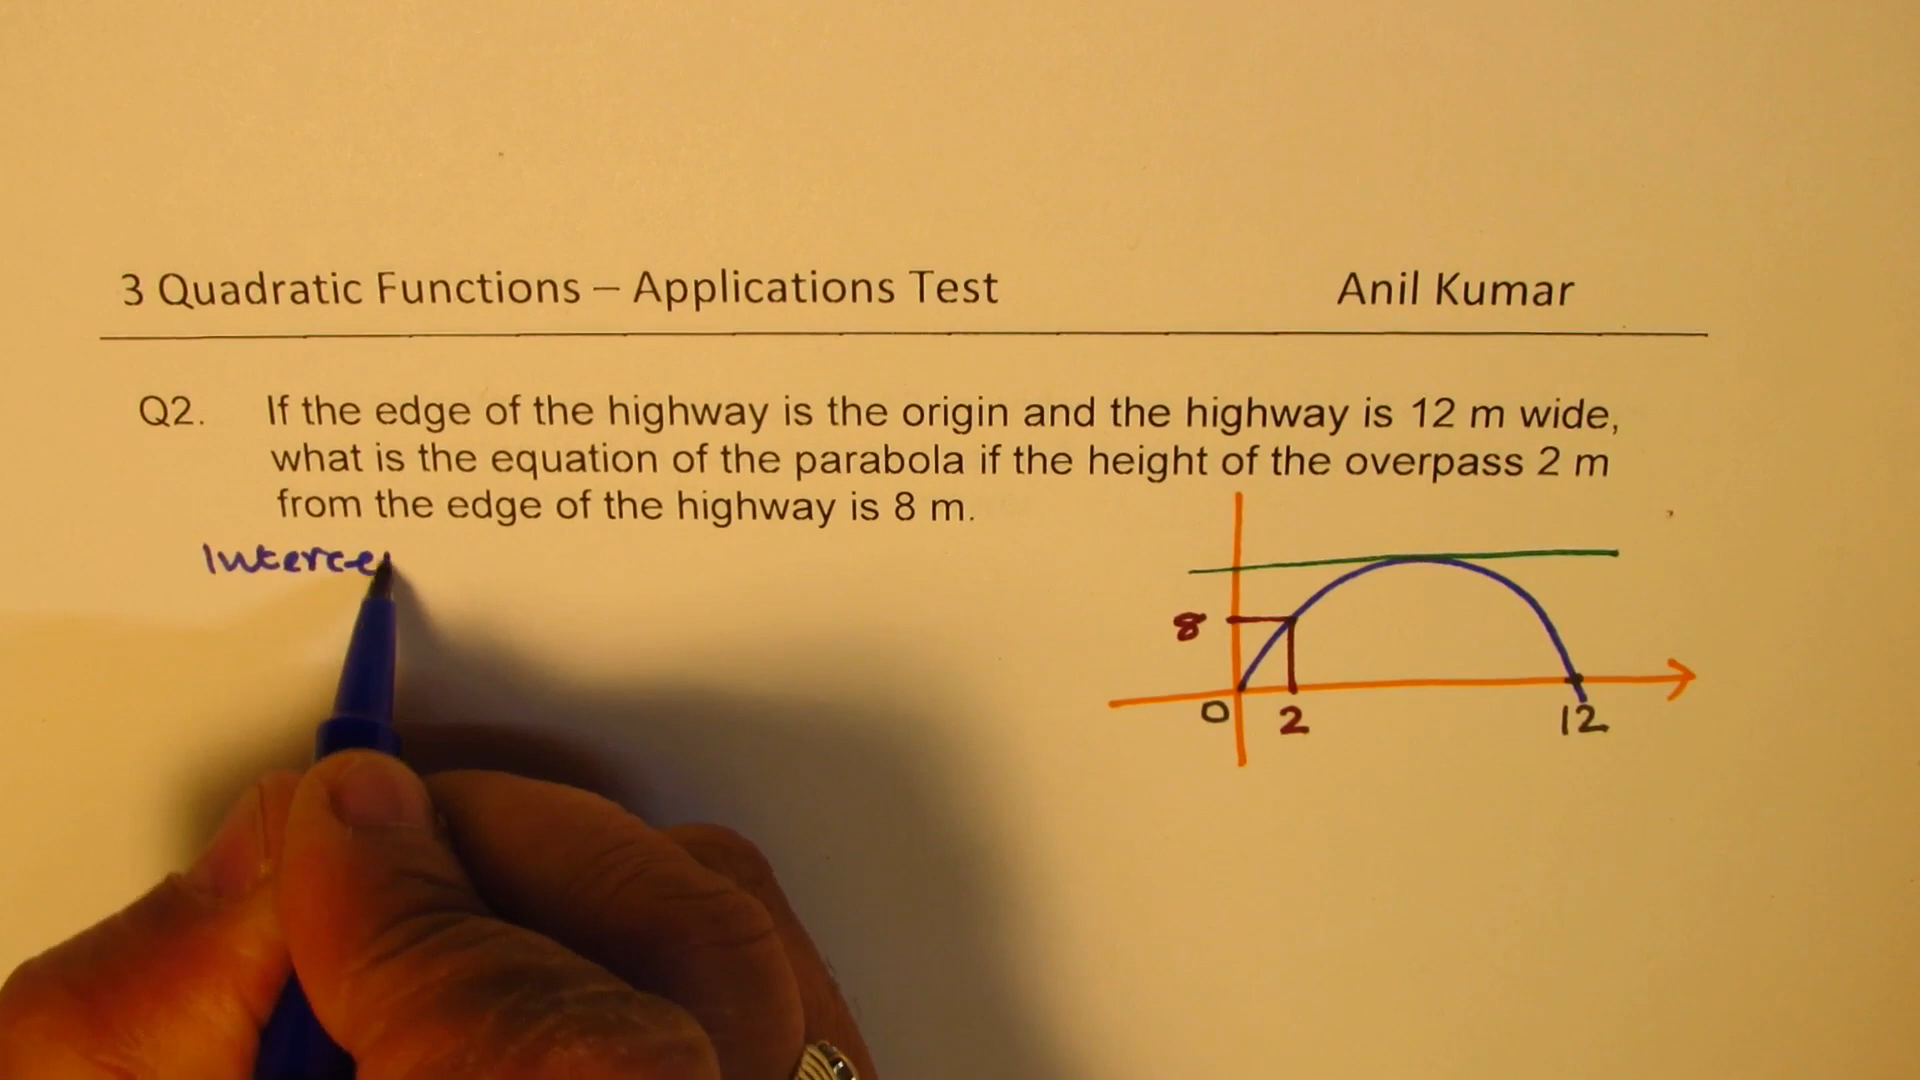 3 Quadratic Functions – Applications Test Anil Kumar
Q2. If the edge of the highway is the origin and the highway is 12 m wide,
what is the equation of the parabola if the height of the overpass 2 m
from the edge of the highway is 8 m.
Interce
8
0 2 12